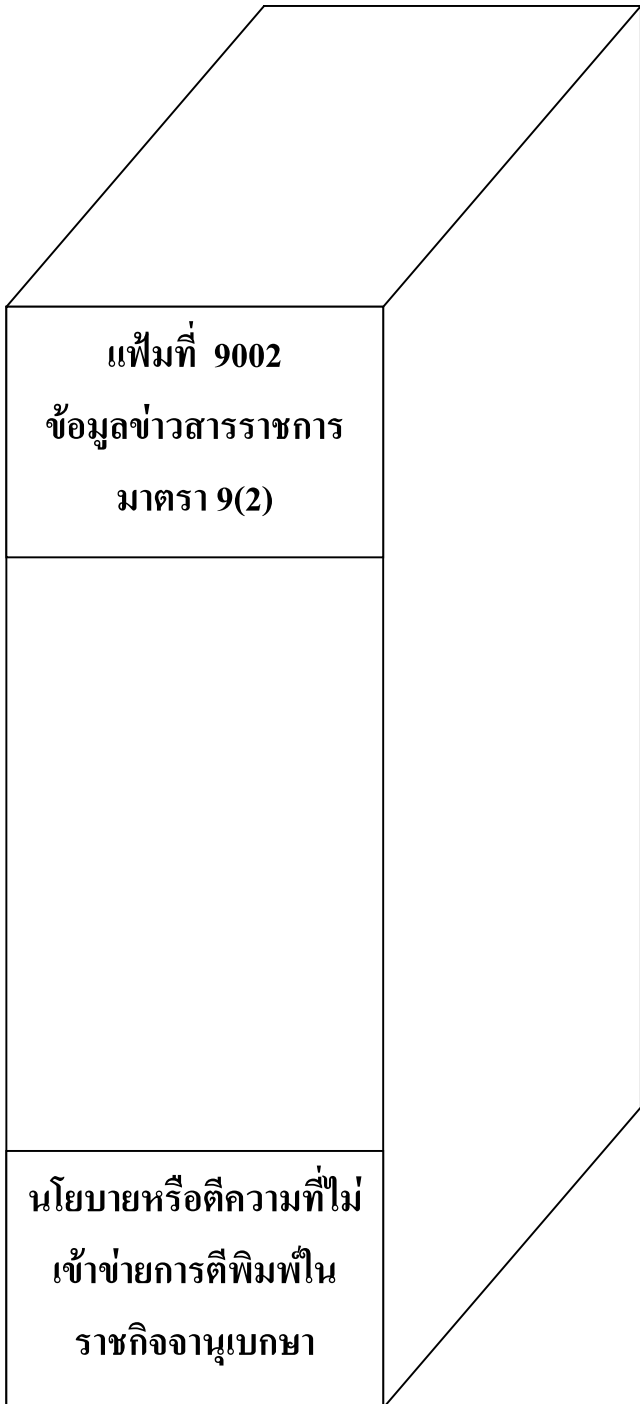 แฟ้มที่ 9002
ข้อมูลข่าวสารราชการ
มาตรา 9(2)
นโยบายหรือตีความที่ไม่
เข้าข่ายการตีพิมพ์ใน
ราชกิจจานุเบกษา